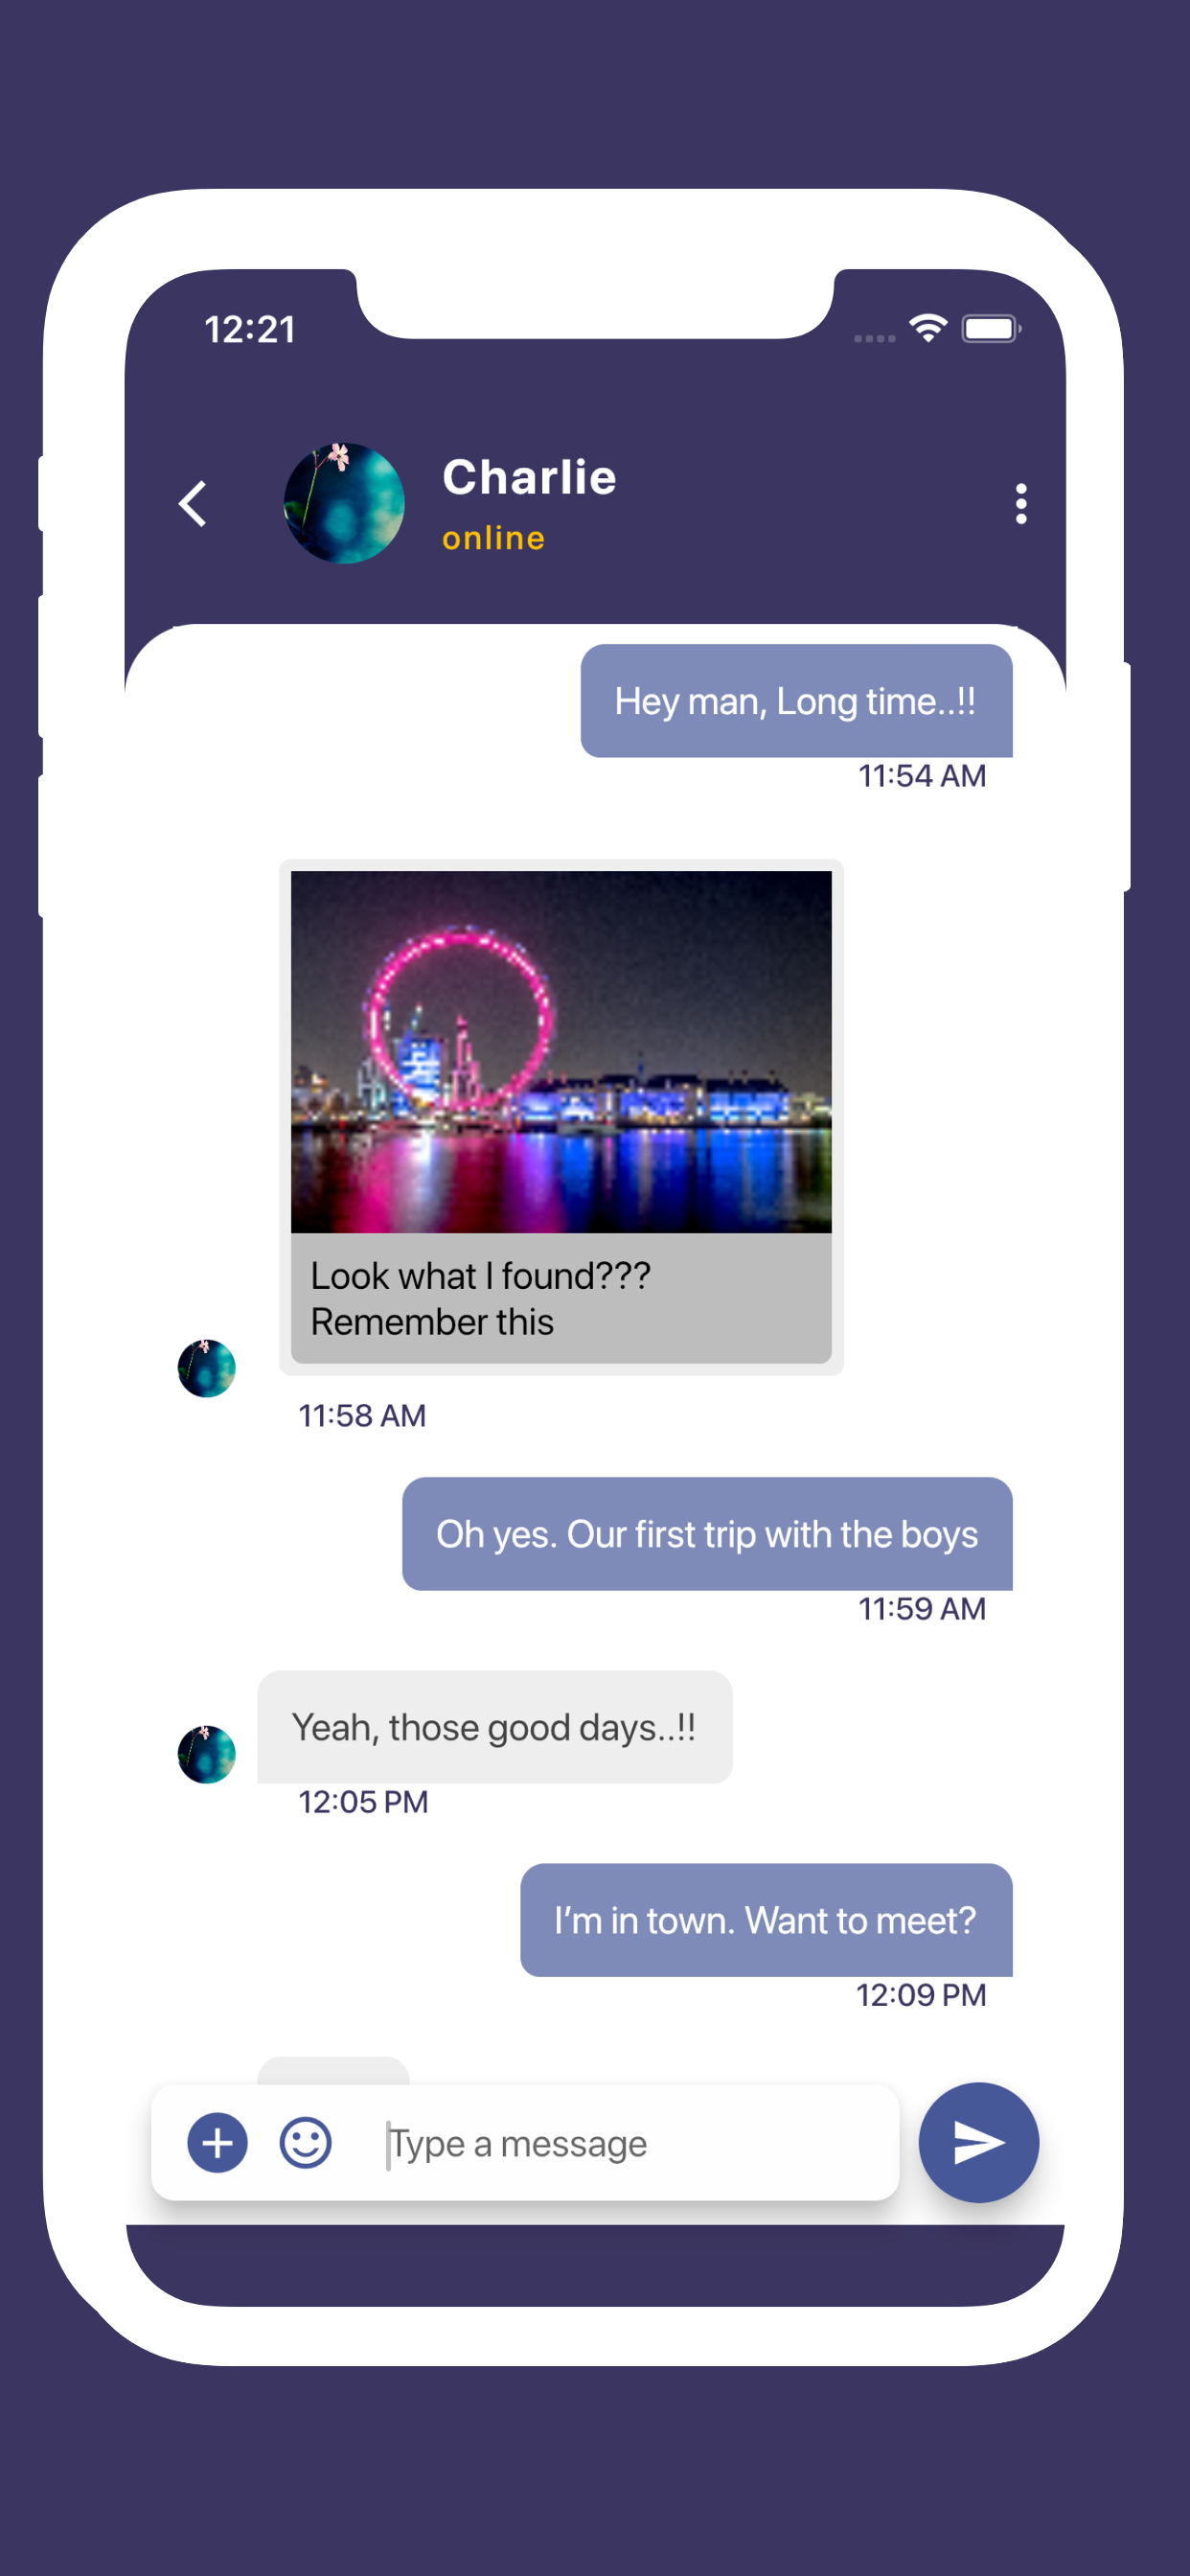 12:21
Charlie
online
Hey man, Long time..!!
11:54 AM
Look what I found???
Remember this
11:58 AM
Oh yes. Our first trip with the boys
11:59 AM
Yeah, those good days..!!
12:05 PM
I’m in town. Want to meet?
12:09 PM
Type a message